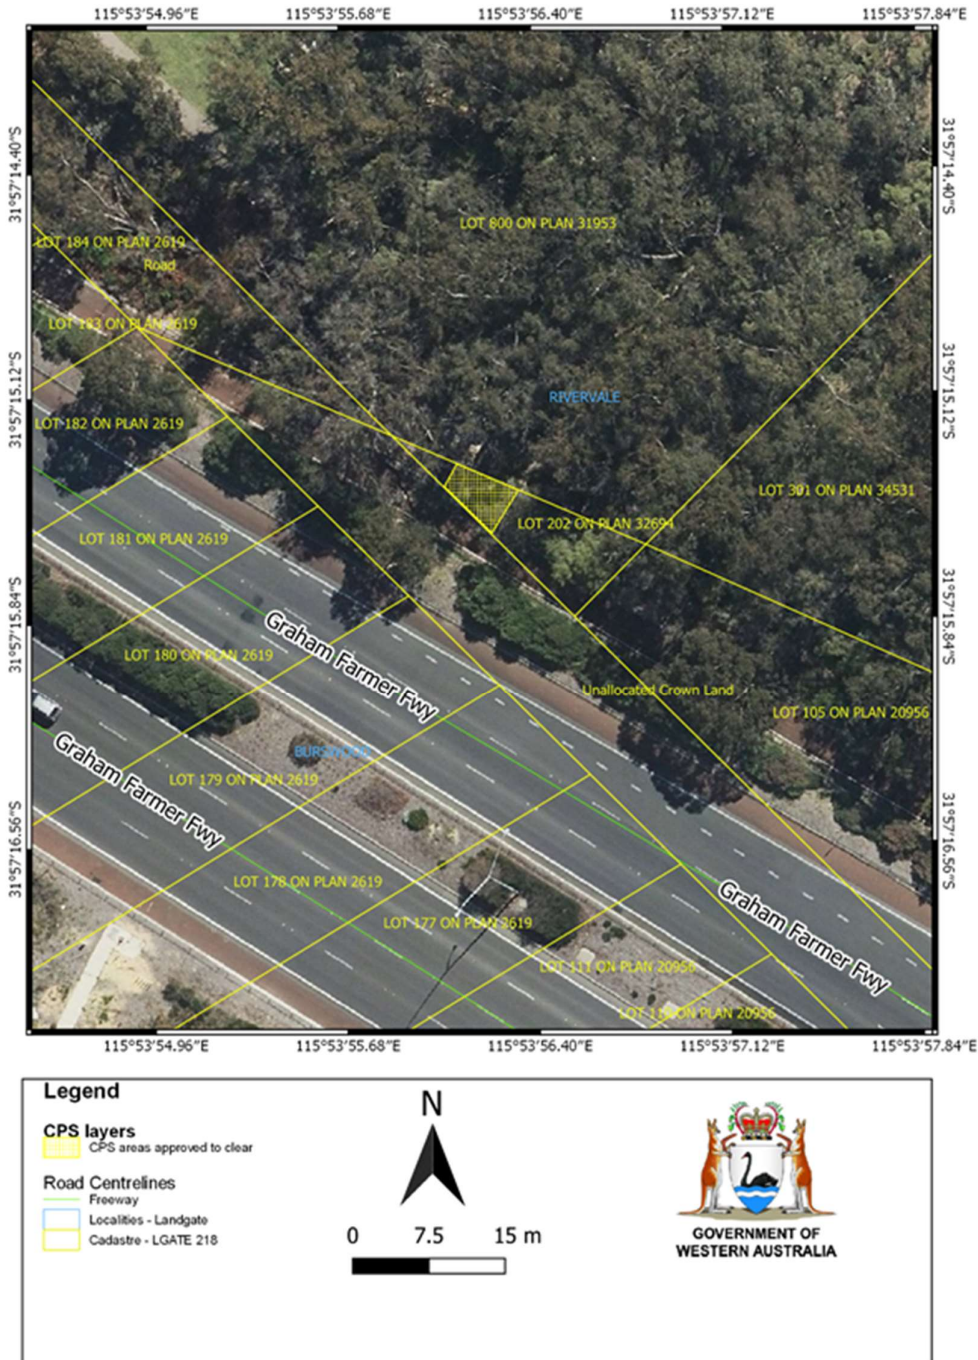 115°53'54.96"E 115°53'55.68"E 115°53'56.40"E 115°53'57.12"E 115°53'57.84"E
31°57'14.40"S
31°57'14.40"S
LOT 800 ON PLAN 31953
LOT 184 ON PLAN 2619
Road
LOT 183 ON PLAN 2619
31°57'15.12"S
31°57'15.12"S
RIVERVALE
LOT 182 ON PLAN 2619
LOT 301 ON PLAN 34531
LOT 202 ON PLAN 32694
LOT 181 ON PLAN 2619
31°57'15.84"S
31°57'15.84"S
Graham Farmer Fwy
LOT 180 ON PLAN 2619
Unallocated Crown Land
LOT 105 ON PLAN 20956
BURSWOOD
Graham Farmer Fwy
LOT 179 ON PLAN 2619
31°57'16.56"S
31°57'16.56"S
LOT 178 ON PLAN 2619
LOT 177 ON PLAN 2619
Graham Farmer Fwy
LOT 111 ON PLAN 20956
LOT 110 ON PLAN 20956
115°53'54.96"E 115°53'55.68"E 115°53'56.40"E 115°53'57.12"E 115°53'57.84"E
Legend
CPS layers
CPS areas approved to clear
Road Centrelines
Freeway
Localities - Landgate
Cadastre - LGATE 218
N
0 7.5 15 m
GOVERNMENT OF
WESTERN AUSTRALIA